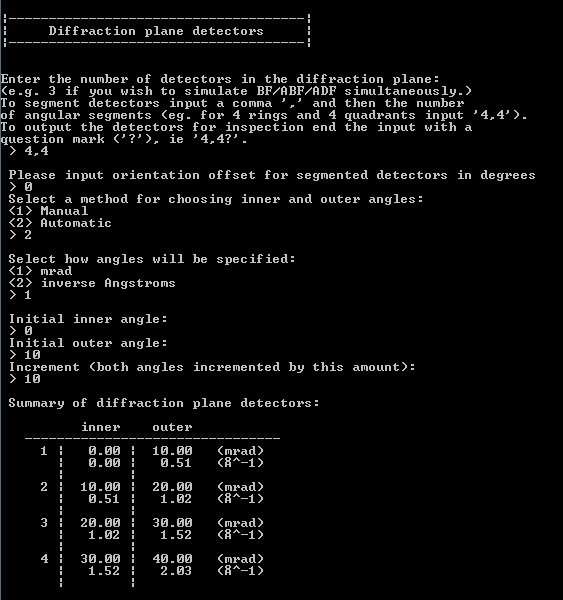 ¦-----------------------------------¦
¦     Diffraction plane detectors     ¦
¦-----------------------------------¦
Enter the number of detectors in the diffraction plane:
(e.g. 3 if you wish to simulate BF/ABF/ADF simultaneously.)
To segment detectors input a comma ',' and then the number
of angular segments (eg. for 4 rings and 4 quadrants input '4,4').
To output the detectors for inspection end the input with a
question mark ('?'), ie '4,4?'.
> 4,4
Please input orientation offset for segmented detectors in degrees
> 0
Select a method for choosing inner and outer angles:
<1> Manual
<2> Automatic
> 2
Select how angles will be specified:
<1> mrad
<2> inverse Angstroms
> 1
Initial inner angle:
> 0
Initial outer angle:
> 10
Increment (both angles incremented by this amount):
> 10
Summary of diffraction plane detectors:
inner    outer
--------------------------------
1 ¦   0.00 ¦  10.00   (mrad)
¦   0.00 ¦   0.51   (Å^-1)
¦        ¦
2 ¦  10.00 ¦  20.00   (mrad)
¦   0.51 ¦   1.02   (Å^-1)
¦        ¦
3 ¦  20.00 ¦  30.00   (mrad)
¦   1.02 ¦   1.52   (Å^-1)
¦        ¦
4 ¦  30.00 ¦  40.00   (mrad)
¦   1.52 ¦   2.03   (Å^-1)
¦        ¦